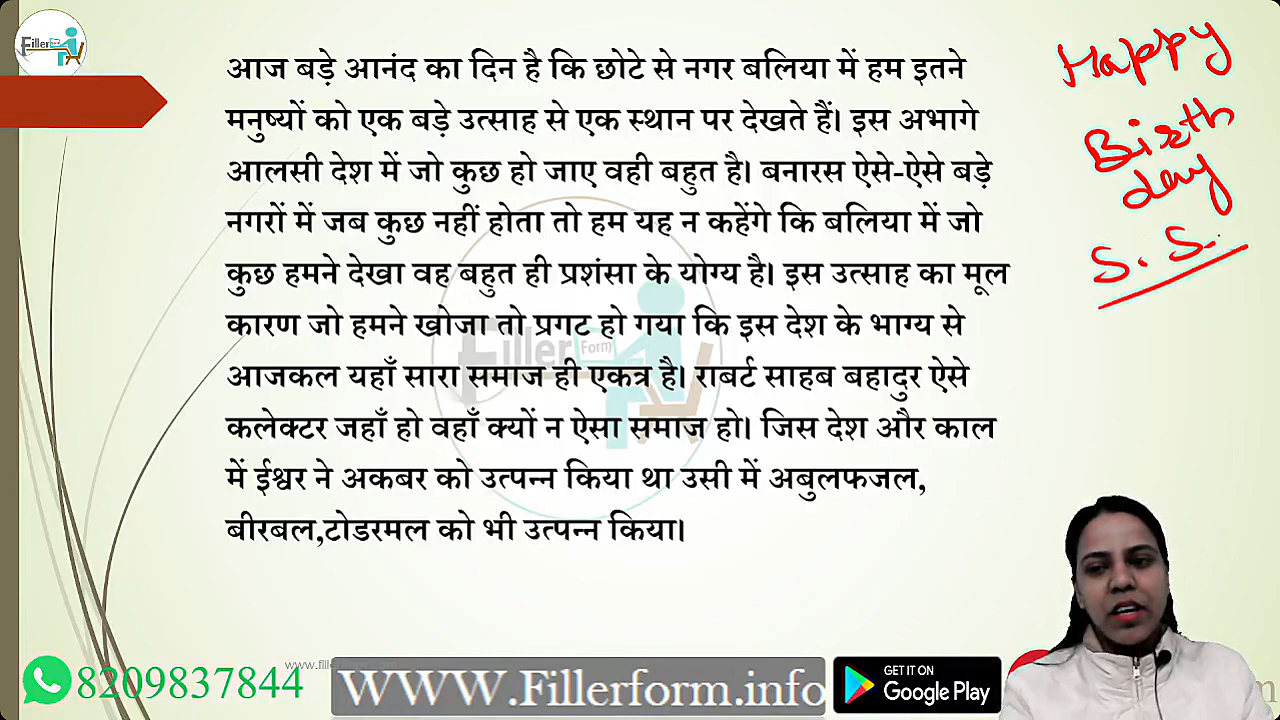 Filler
आज बड़े आनंद का दिन है कि छोटे से नगर बलिया में हम इतने
मनुष्यों को एक बड़े उत्साह से एक स्थान पर देखते हैं। इस अभागे
आलसी देश में जो कुछ हो जाए वही बहुत है। बनारस ऐसे-ऐसे बड़े
नगरों में जब कुछ नहीं होता तो हम यह न कहेंगे कि बलिया में जो
कुछ हमने देखा वह बहुत ही प्रशंसा के योग्य है। इस उत्साह का मूल
कारण जो हमने खोजा तो प्रगट हो गया कि इस देश के भाग्य से
आजकल यहाँ सारा समाज ही एकत्र है। राबर्ट साहब बहादुर ऐसे
कलेक्टर जहाँ हो वहाँ क्यों न ऐसा समाज हो। जिस देश और काल
में ईश्वर ने अकबर को उत्पन्न किया था उसी में अबुलफजल,
बीरबल,टोडरमल को भी उत्पन्न किया।
Happy
Birth
day
S. S.
Filler Form
8209837844
WWW.Fillerform.info
GET IT ON
Google Play